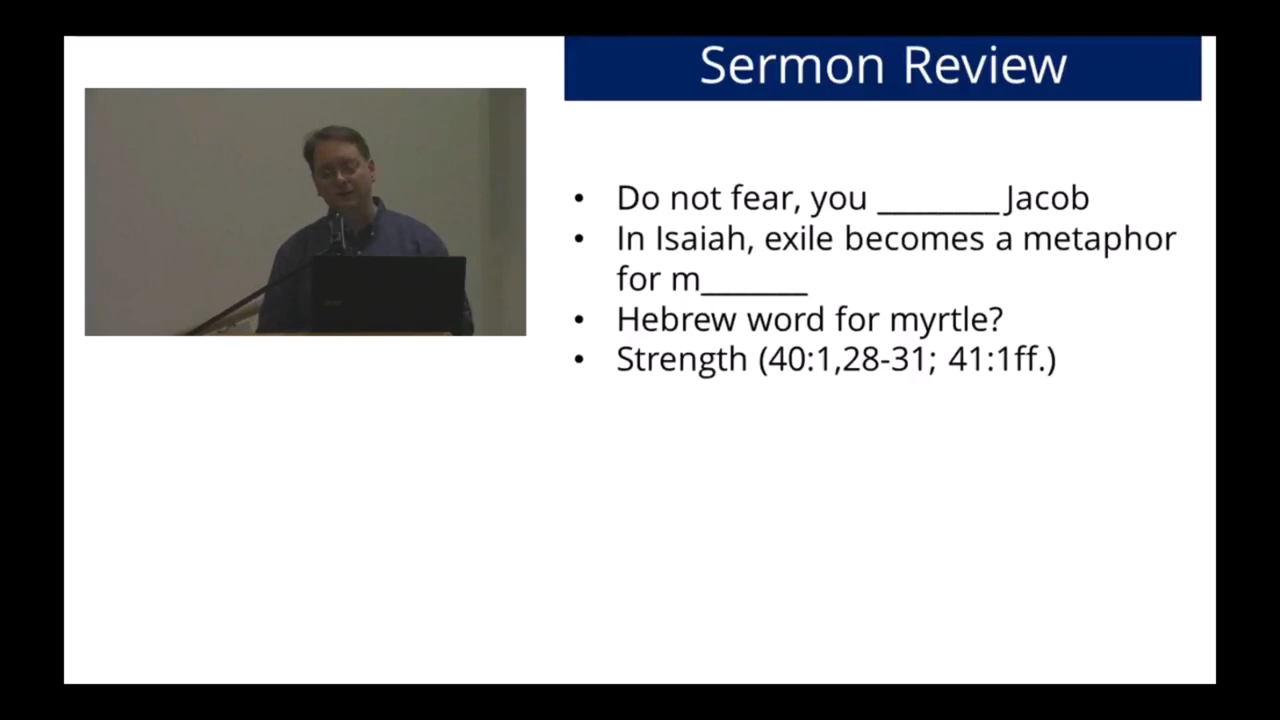 Sermon Review
• Do not fear, you ________ Jacob
• In Isaiah, exile becomes a metaphor
for m_______
• Hebrew word for myrtle?
• Strength (40:1,28-31; 41:1ff.)